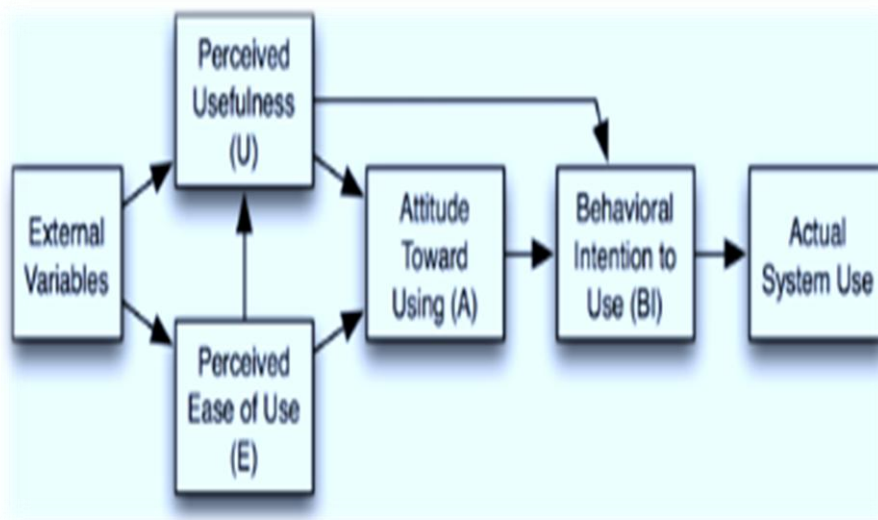 Perceived
Usefulness
(U)
External
Variables
Perceived
Ease of Use
(E)
Attitude
Toward
Using (A)
Behavioral
Intention to
Use (BI)
Actual
System Use